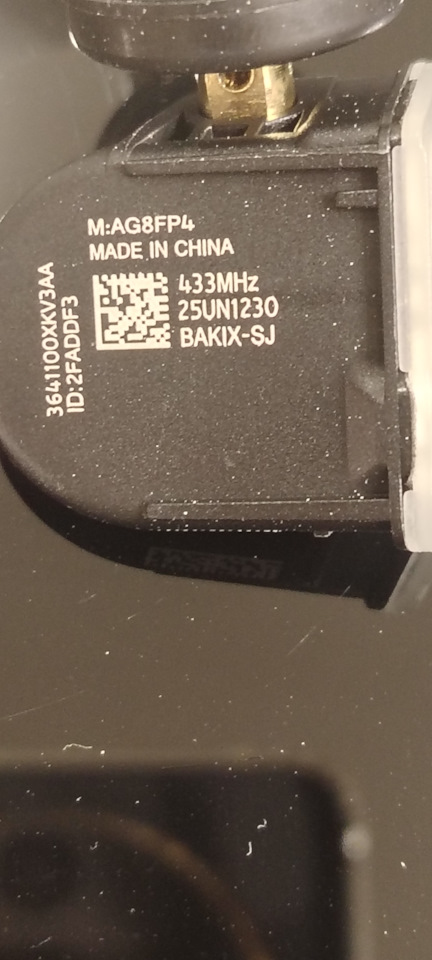 M:AG8FP4
MADE IN CHINA
433MHz
25UN1230
BAKIX-SJ
3641100XKV3AA
ID:2FADDF3